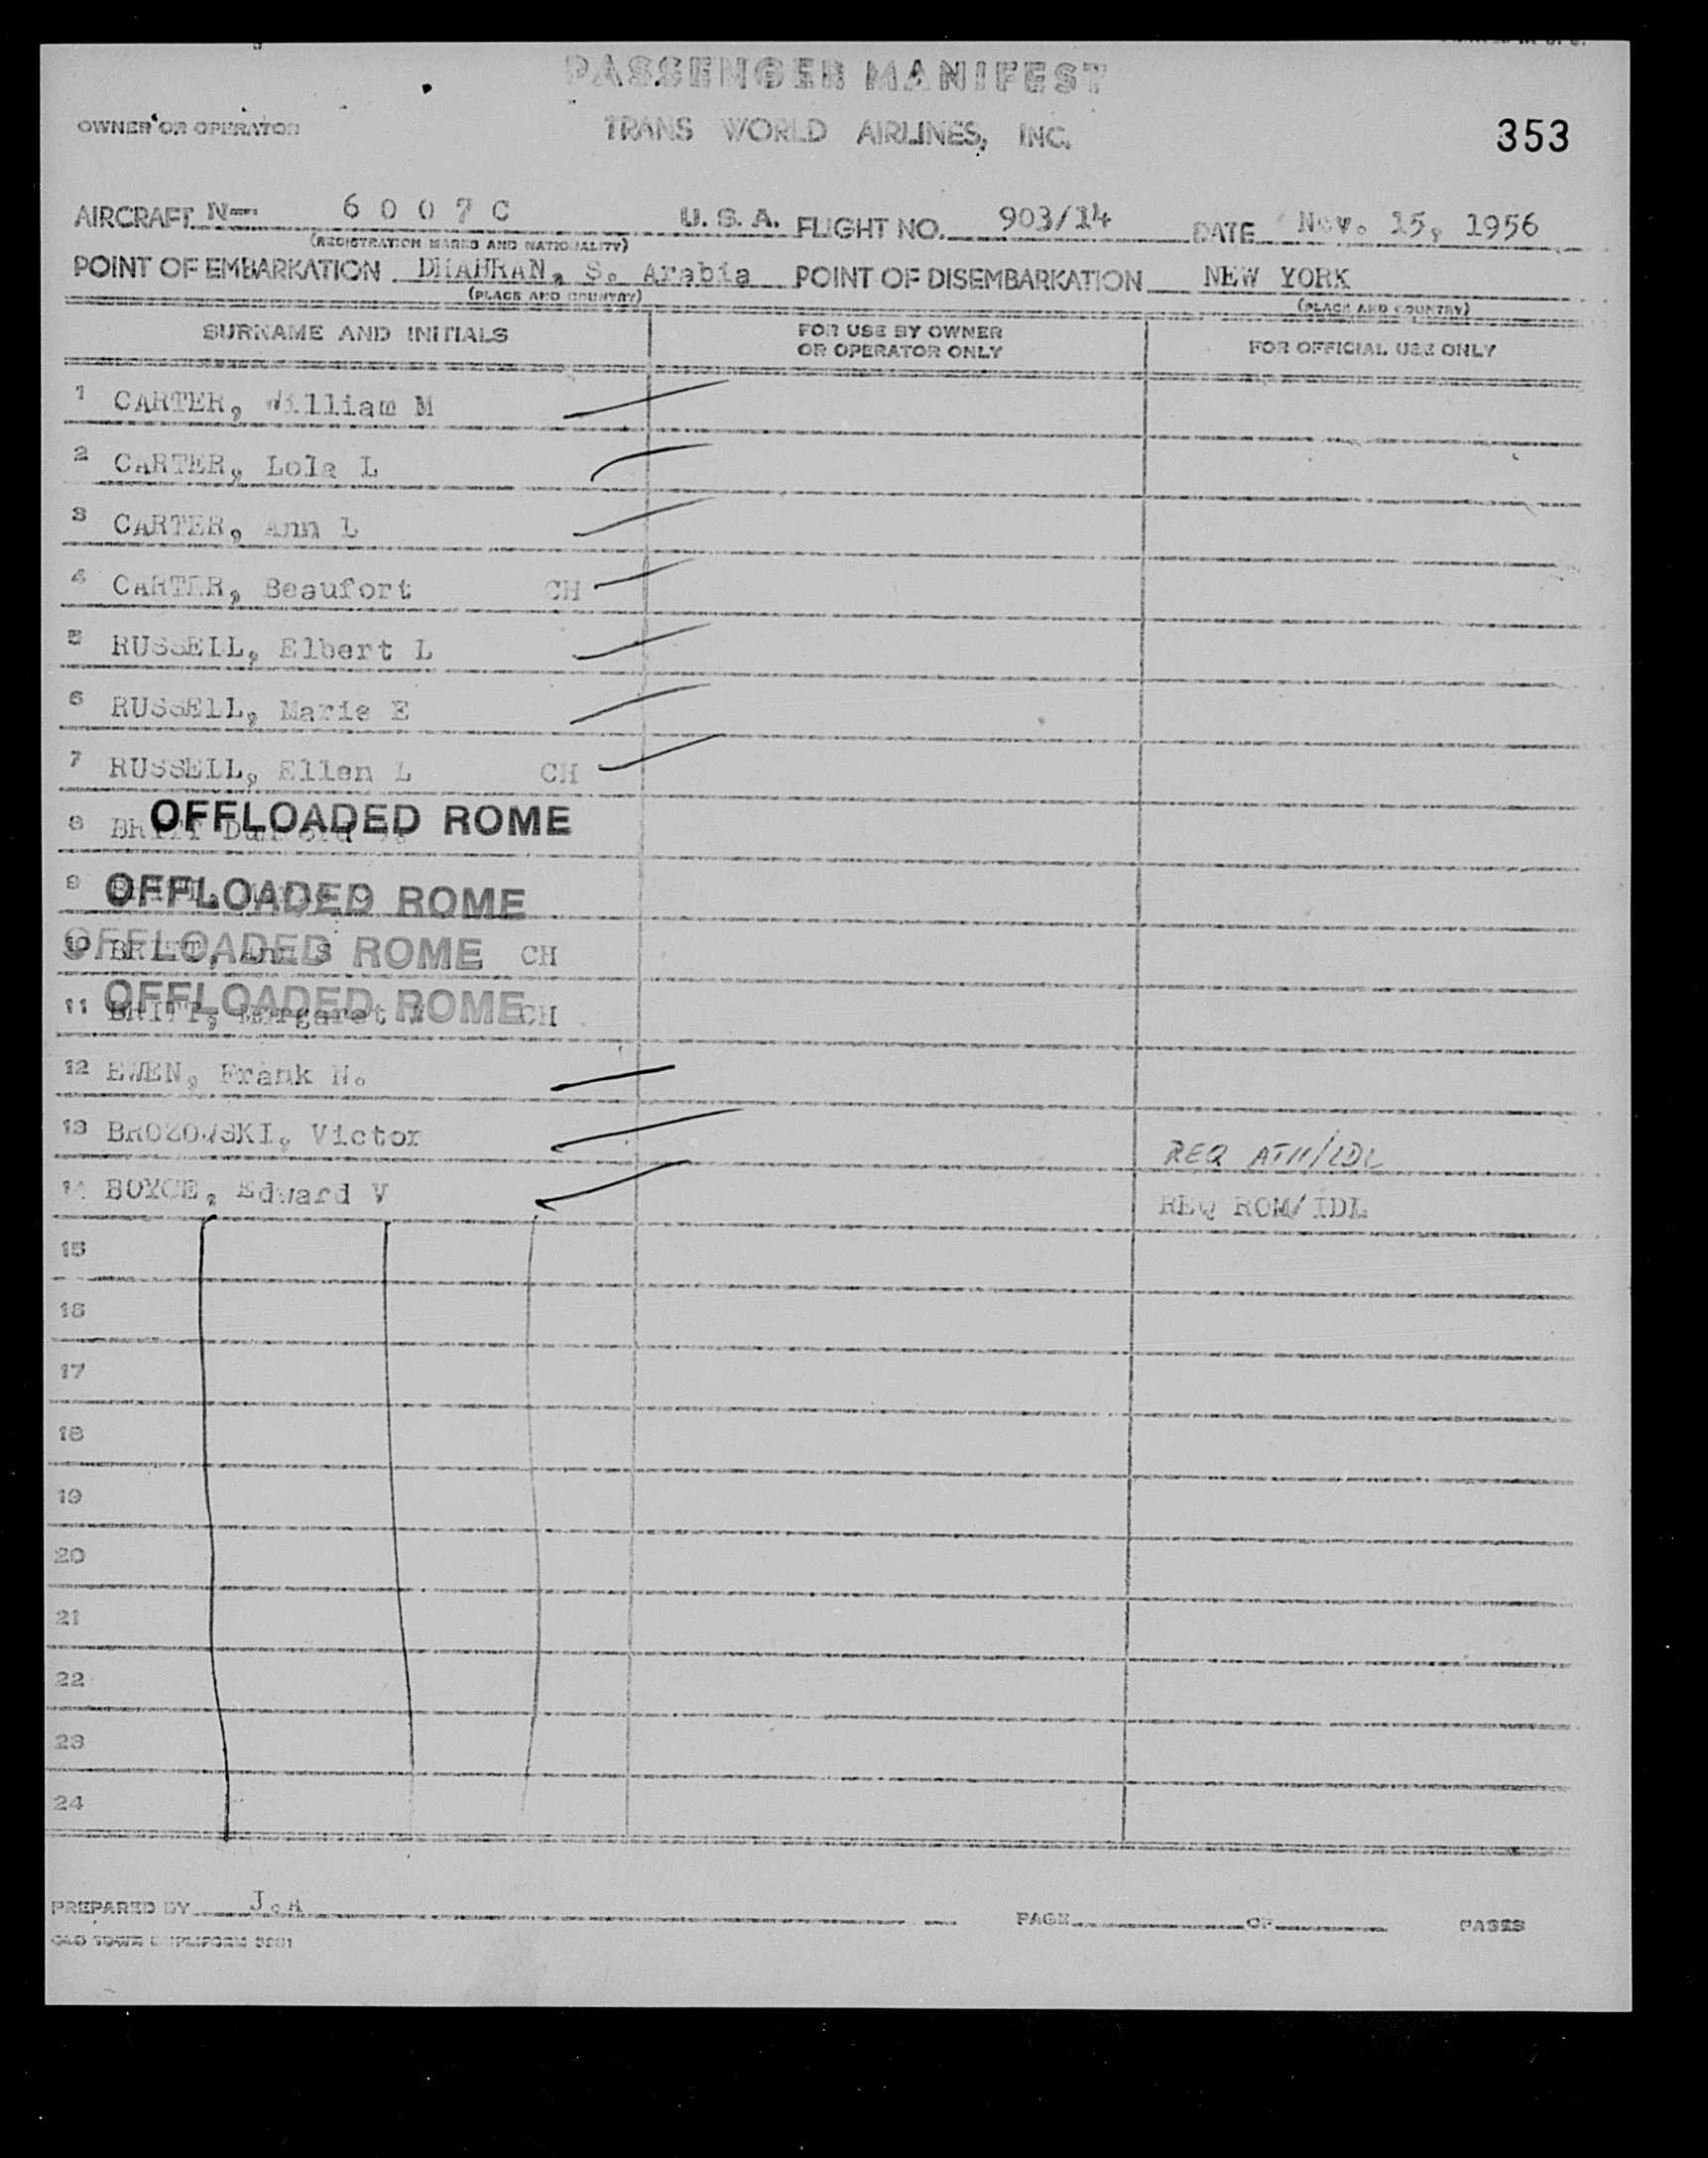 PASSENGER MANIFEST
OWNER OR OPERATOR TRANS WORLD AIRLINES, INC. 353
AIRCRAFT N— 6007C U. S. A. FLIGHT NO. 903/14 DATE Nov. 15, 1956
(REGISTRATION MARKS AND NATIONALITY)
POINT OF EMBARKATION DHAHRAN, S. Arabia POINT OF DISEMBARKATION NEW YORK
(PLACE AND COUNTRY) (PLACE AND COUNTRY)
SURNAME AND INITIALS FOR USE BY OWNER OR OPERATOR ONLY FOR OFFICIAL USE ONLY
1 CARTER, William M
2 CARTER, Lola L
3 CARTER, Ann L
4 CARTER, Beaufort CH
5 RUSSELL, Elbert L
6 RUSSELL, Marie E
7 RUSSELL, Ellen L CH
8 BRITT OFFLOADED ROME
9 OFFLOADED ROME
10 BRITT, OFFLOADED ROME CH
11 BRITT, Margaret OFFLOADED ROME CH
12 EWEN, Frank N.
13 BROZOWSKI, Victor REQ ATH/IDL
14 BOYCE, Edward V REQ ROM/IDL
15
16
17
18
19
20
21
22
23
24
PREPARED BY J.A PAGE OF PAGES
3201